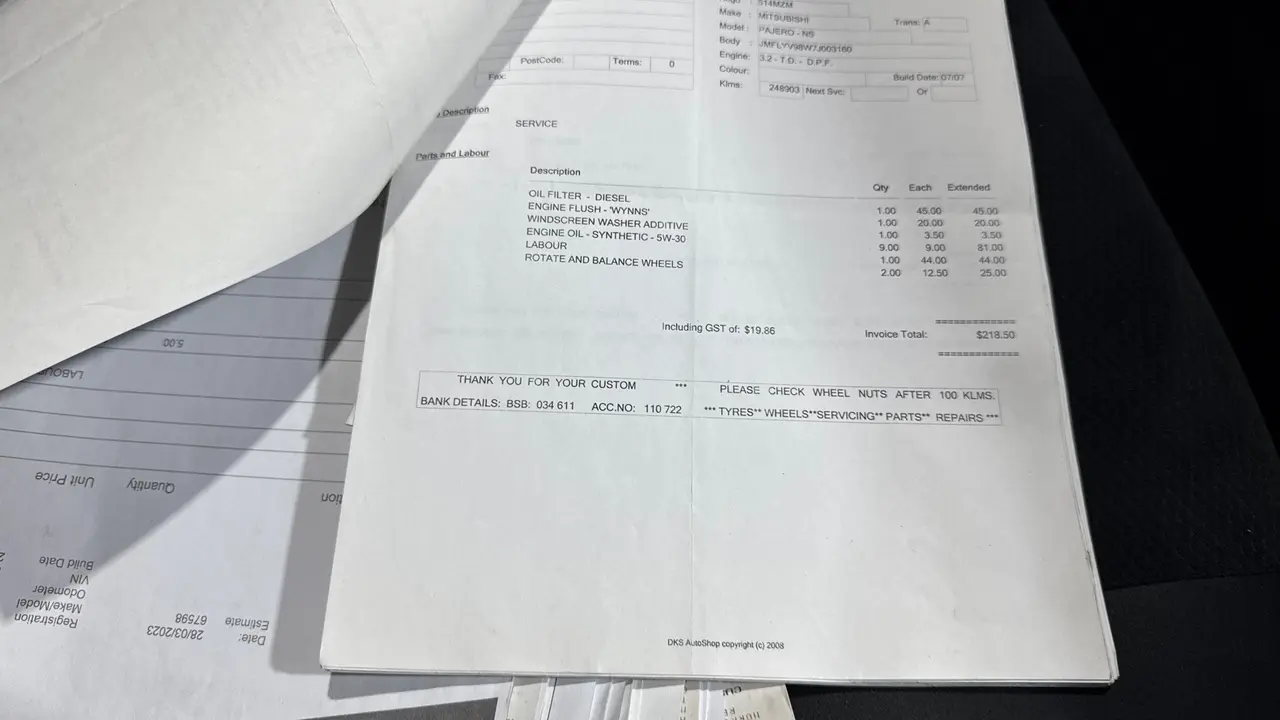 514MZM
Make : MITSUBISHI Trans: A
Model : PAJERO - NS
Body : JMFLYV98W7J003160
Engine: 3.2 - T.D. - D.P.F.
Colour: Build Date: 07/07
Klms: 248903 Next Svc: Or
PostCode: Terms: 0
Fax:
Description
SERVICE
Parts and Labour
Description Qty Each Extended
OIL FILTER - DIESEL 1.00 45.00 45.00
ENGINE FLUSH - 'WYNNS' 1.00 20.00 20.00
WINDSCREEN WASHER ADDITIVE 1.00 3.50 3.50
ENGINE OIL - SYNTHETIC - 5W-30 9.00 9.00 81.00
LABOUR 1.00 44.00 44.00
ROTATE AND BALANCE WHEELS 2.00 12.50 25.00
============
Including GST of: $19.86 Invoice Total: $218.50
============
THANK YOU FOR YOUR CUSTOM *** PLEASE CHECK WHEEL NUTS AFTER 100 KLMS.
BANK DETAILS: BSB: 034 611 ACC.NO: 110 722 *** TYRES** WHEELS**SERVICING** PARTS** REPAIRS ***
DKS AutoShop copyright (c) 2008
Date: 28/03/2023
Estimate 67598
Registration
Make/Model
Odometer
VIN
Build Date
Quantity Unit Price
LABOU
5.00